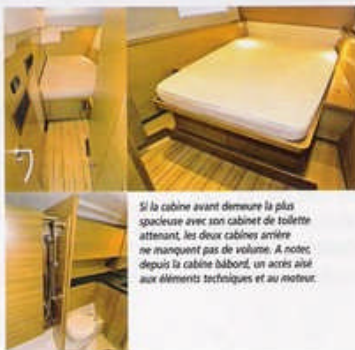 Si la cabine avant demeure la plus
spacieuse avec son cabinet de toilette
attenant, les deux cabines arrière
ne manquent pas de volume. A noter,
depuis la cabine bâbord, un accès aisé
aux éléments techniques et au moteur.